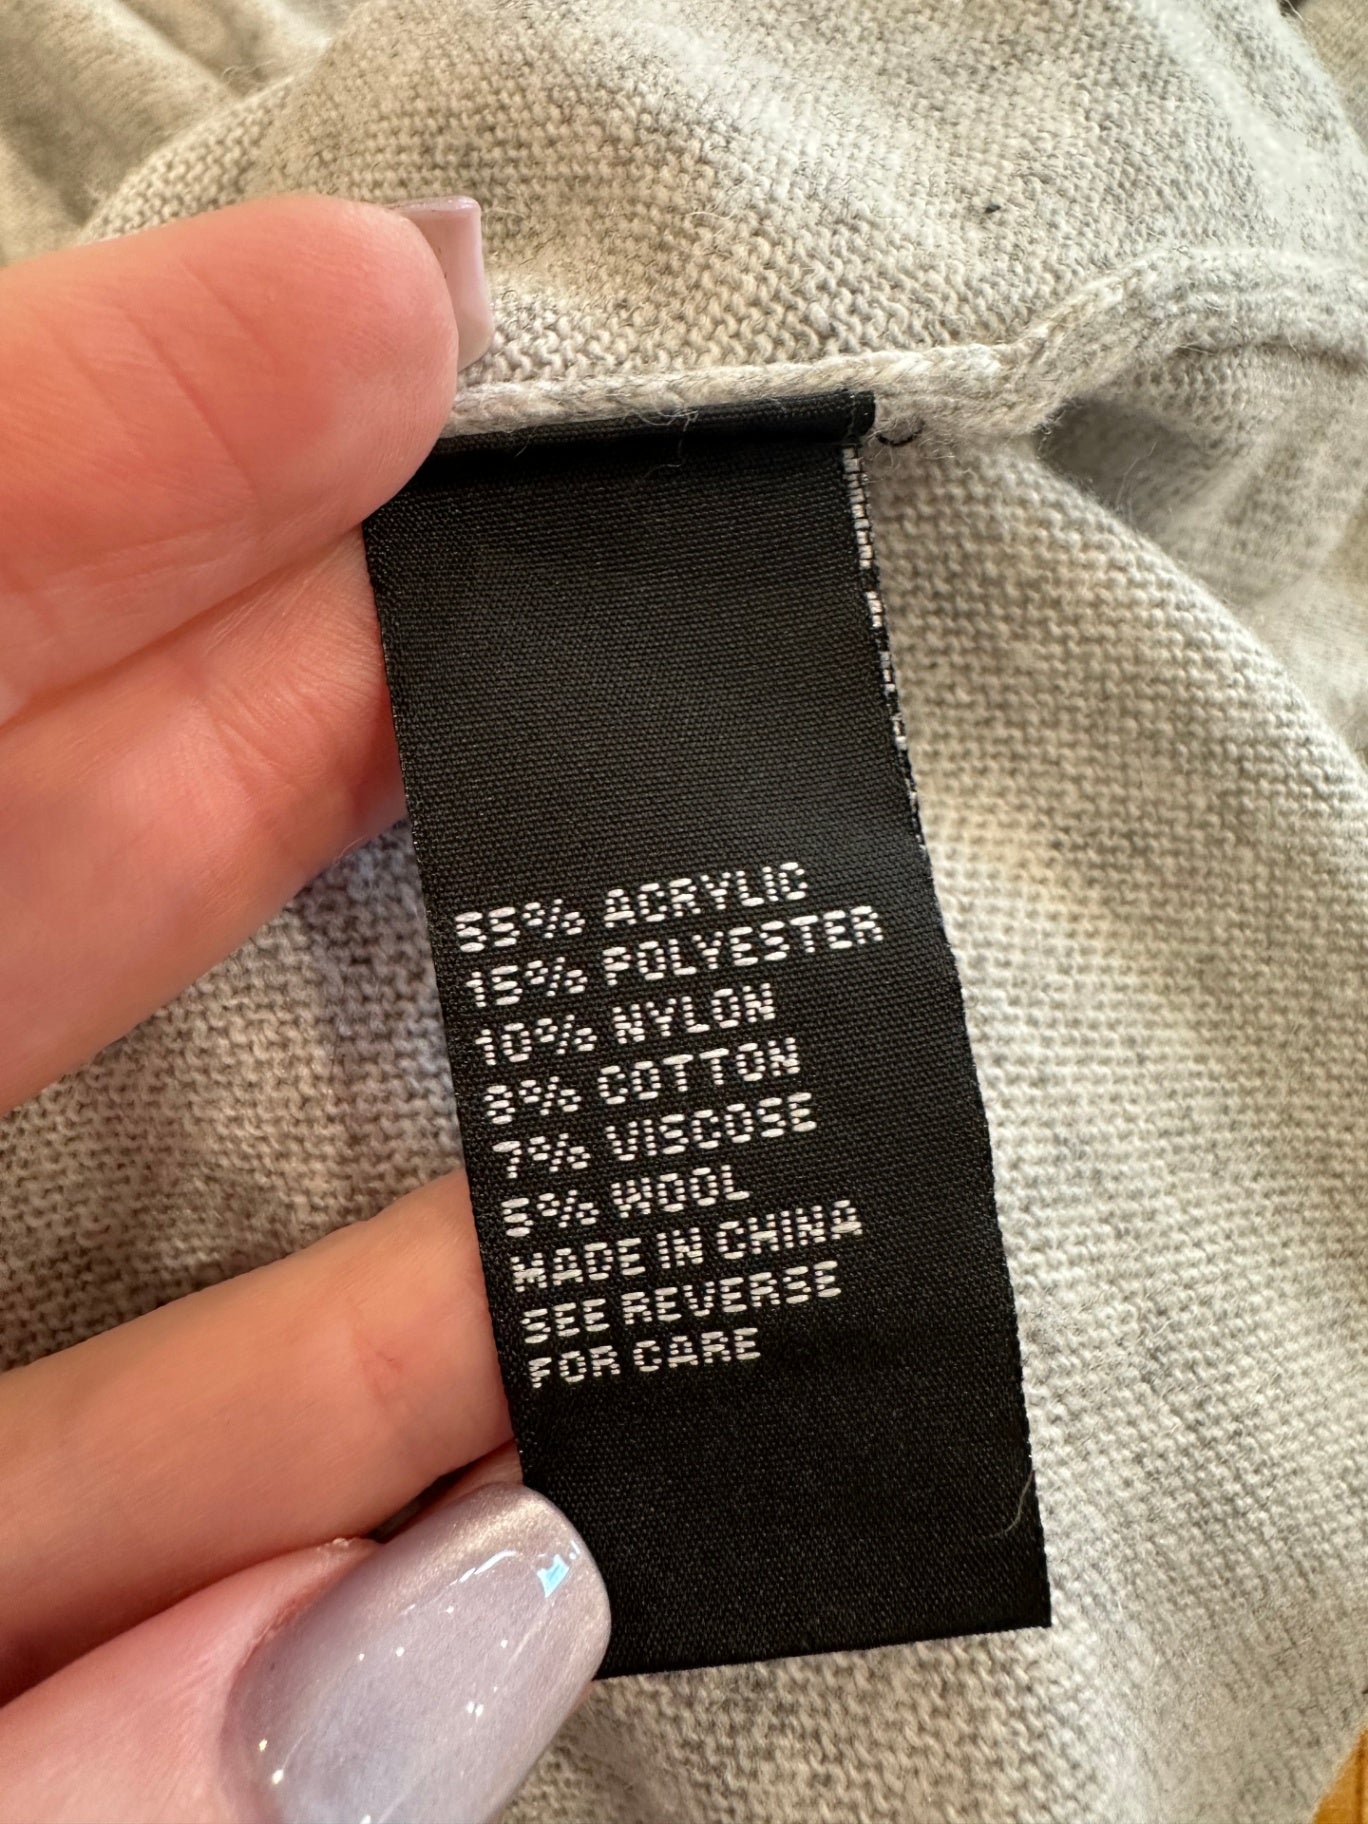 55% ACRYLIC
15% POLYESTER
10% NYLON
8% COTTON
7% VISCOSE
5% WOOL
MADE IN CHINA
SEE REVERSE
FOR CARE